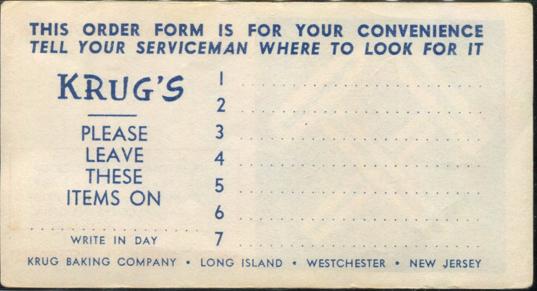 THIS ORDER FORM IS FOR YOUR CONVENIENCE
TELL YOUR SERVICEMAN WHERE TO LOOK FOR IT
KRUG'S
PLEASE
LEAVE
THESE
ITEMS ON
WRITE IN DAY
1
2
3
4
5
6
7
KRUG BAKING COMPANY • LONG ISLAND • WESTCHESTER • NEW JERSEY